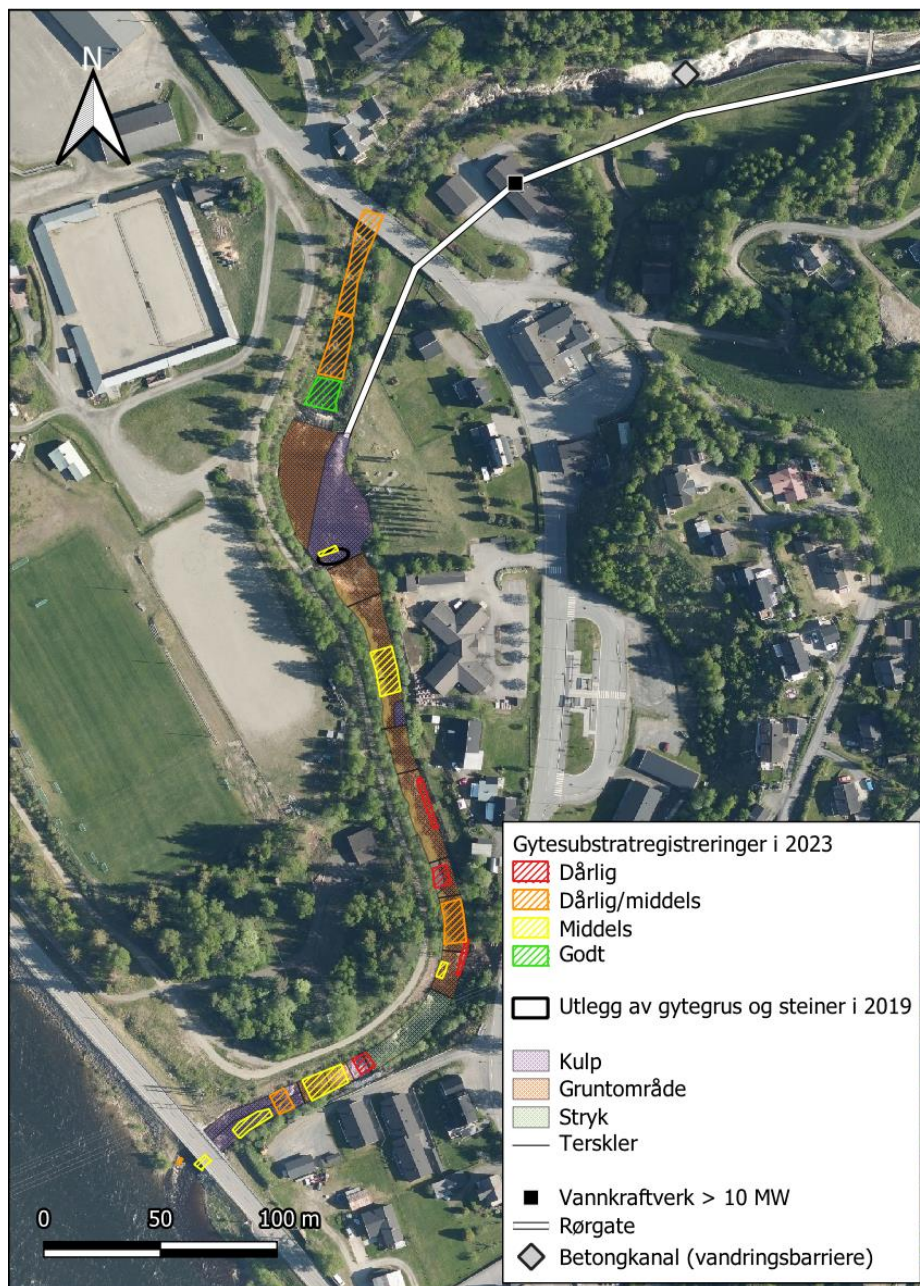 N
Gytesubstratregistreringer i 2023
Dårlig
Dårlig/middels
Middels
Godt
Utlegg av gytegrus og steiner i 2019
Kulp
Gruntområde
Stryk
Terskler
Vannkraftverk > 10 MW
Rørgate
Betongkanal (vandringsbarriere)
0 50 100 m